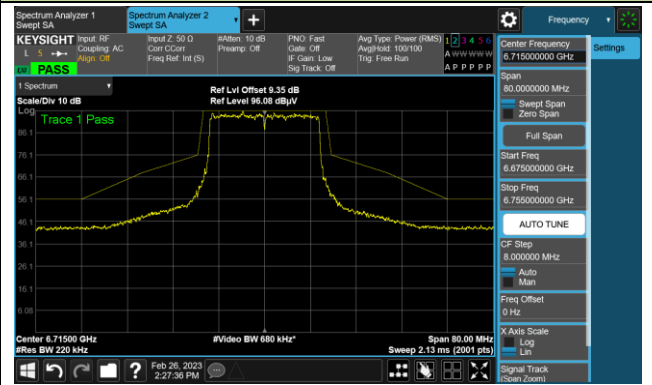 Spectrum Analyzer 1
Swept SA
Spectrum Analyzer 2
Swept SA
Frequency
KEYSIGHT
L S
PASS
Input: RF
Coupling: AC
Align: Off
Input Z: 50 Ω
Corr CCorr
Freq Ref: Int (S)
#Atten: 10 dB
Preamp: Off
PNO: Fast
Gate: Off
IF Gain: Low
Sig Track: Off
Avg Type: Power (RMS)
Avg|Hold: 100/100
Trig: Free Run
1 2 3 4 5 6
A W W W W W
A P P P P P
1 Spectrum
Scale/Div 10 dB
Ref Lvl Offset 9.35 dB
Ref Level 96.08 dBµV
Log
Trace 1 Pass
86.1
76.1
66.1
56.1
46.1
36.1
26.1
16.1
6.08
Center 6.71500 GHz
#Res BW 220 kHz
#Video BW 680 kHz*
Span 80.00 MHz
Sweep 2.13 ms (2001 pts)
Feb 26, 2023
2:27:36 PM
Center Frequency
6.715000000 GHz
Settings
Span
80.0000000 MHz
Swept Span
Zero Span
Full Span
Start Freq
6.675000000 GHz
Stop Freq
6.755000000 GHz
AUTO TUNE
CF Step
8.000000 MHz
Auto
Man
Freq Offset
0 Hz
X Axis Scale
Log
Lin
Signal Track
(Span Zoom)